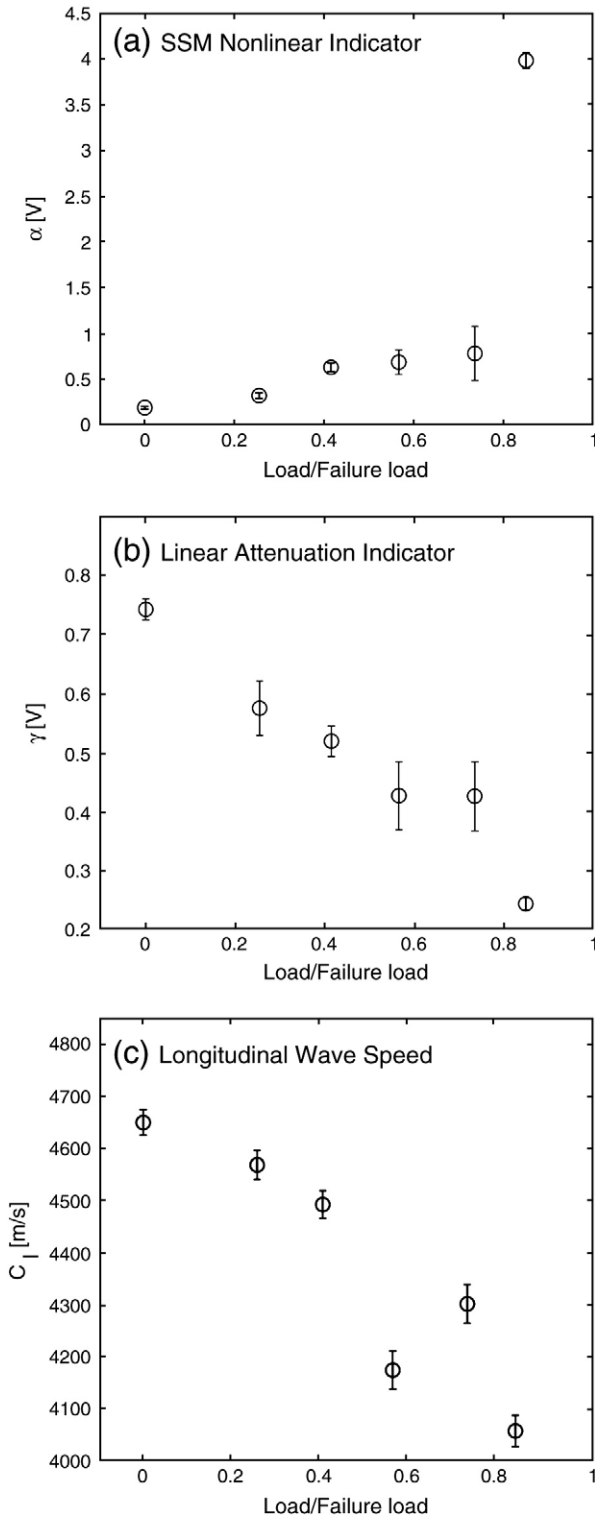 (a) SSM Nonlinear Indicator
4.5
4
3.5
3
2.5
2
1.5
1
0.5
0
α [V]
0 0.2 0.4 0.6 0.8 1
Load/Failure load
(b) Linear Attenuation Indicator
0.8
0.7
0.6
0.5
0.4
0.3
0.2
γ [V]
0 0.2 0.4 0.6 0.8 1
Load/Failure load
(c) Longitudinal Wave Speed
4800
4700
4600
4500
4400
4300
4200
4100
4000
C l [m/s]
0 0.2 0.4 0.6 0.8 1
Load/Failure load